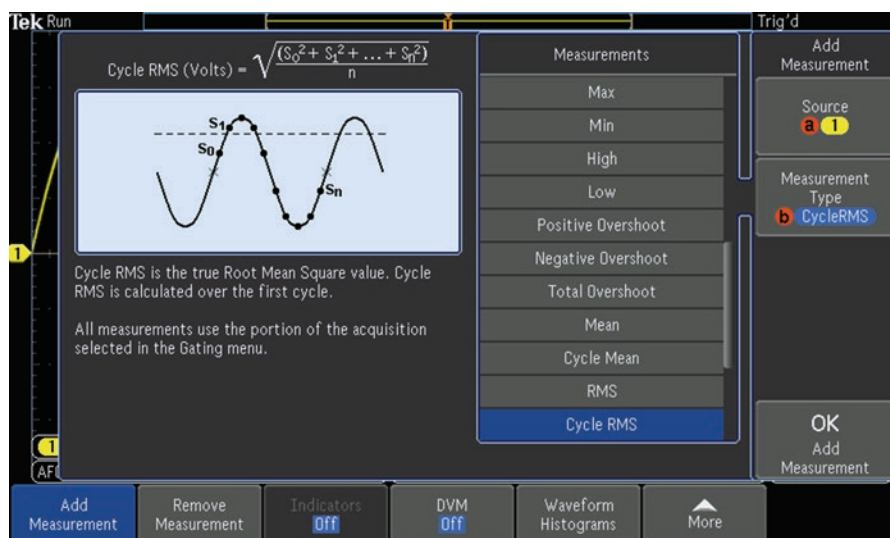 Tek Run
Trig'd
Cycle RMS (Volts) = √(S₀² + S₁² + ... + Sₙ²) / n
S₁
S₀
Sₙ
Cycle RMS is the true Root Mean Square value. Cycle
RMS is calculated over the first cycle.
All measurements use the portion of the acquisition
selected in the Gating menu.
Measurements
Max
Min
High
Low
Positive Overshoot
Negative Overshoot
Total Overshoot
Mean
Cycle Mean
RMS
Cycle RMS
Add
Measurement
Source
a 1
Measurement
Type
b CycleRMS
OK
Add
Measurement
1
1
AFG
Add
Measurement
Remove
Measurement
Indicators
Off
DVM
Off
Waveform
Histograms
More